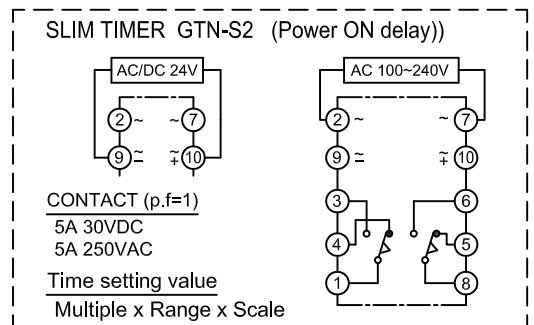 SLIM TIMER GTN-S2 (Power ON delay))
AC/DC 24V
2 ~ ~ 7
9 ≃ ~ + 10
CONTACT (p.f=1)
5A 30VDC
5A 250VAC
Time setting value
Multiple x Range x Scale
AC 100~240V
2 ~ ~ 7
9 ≃ ~ + 10
3 6
4 5
1 8